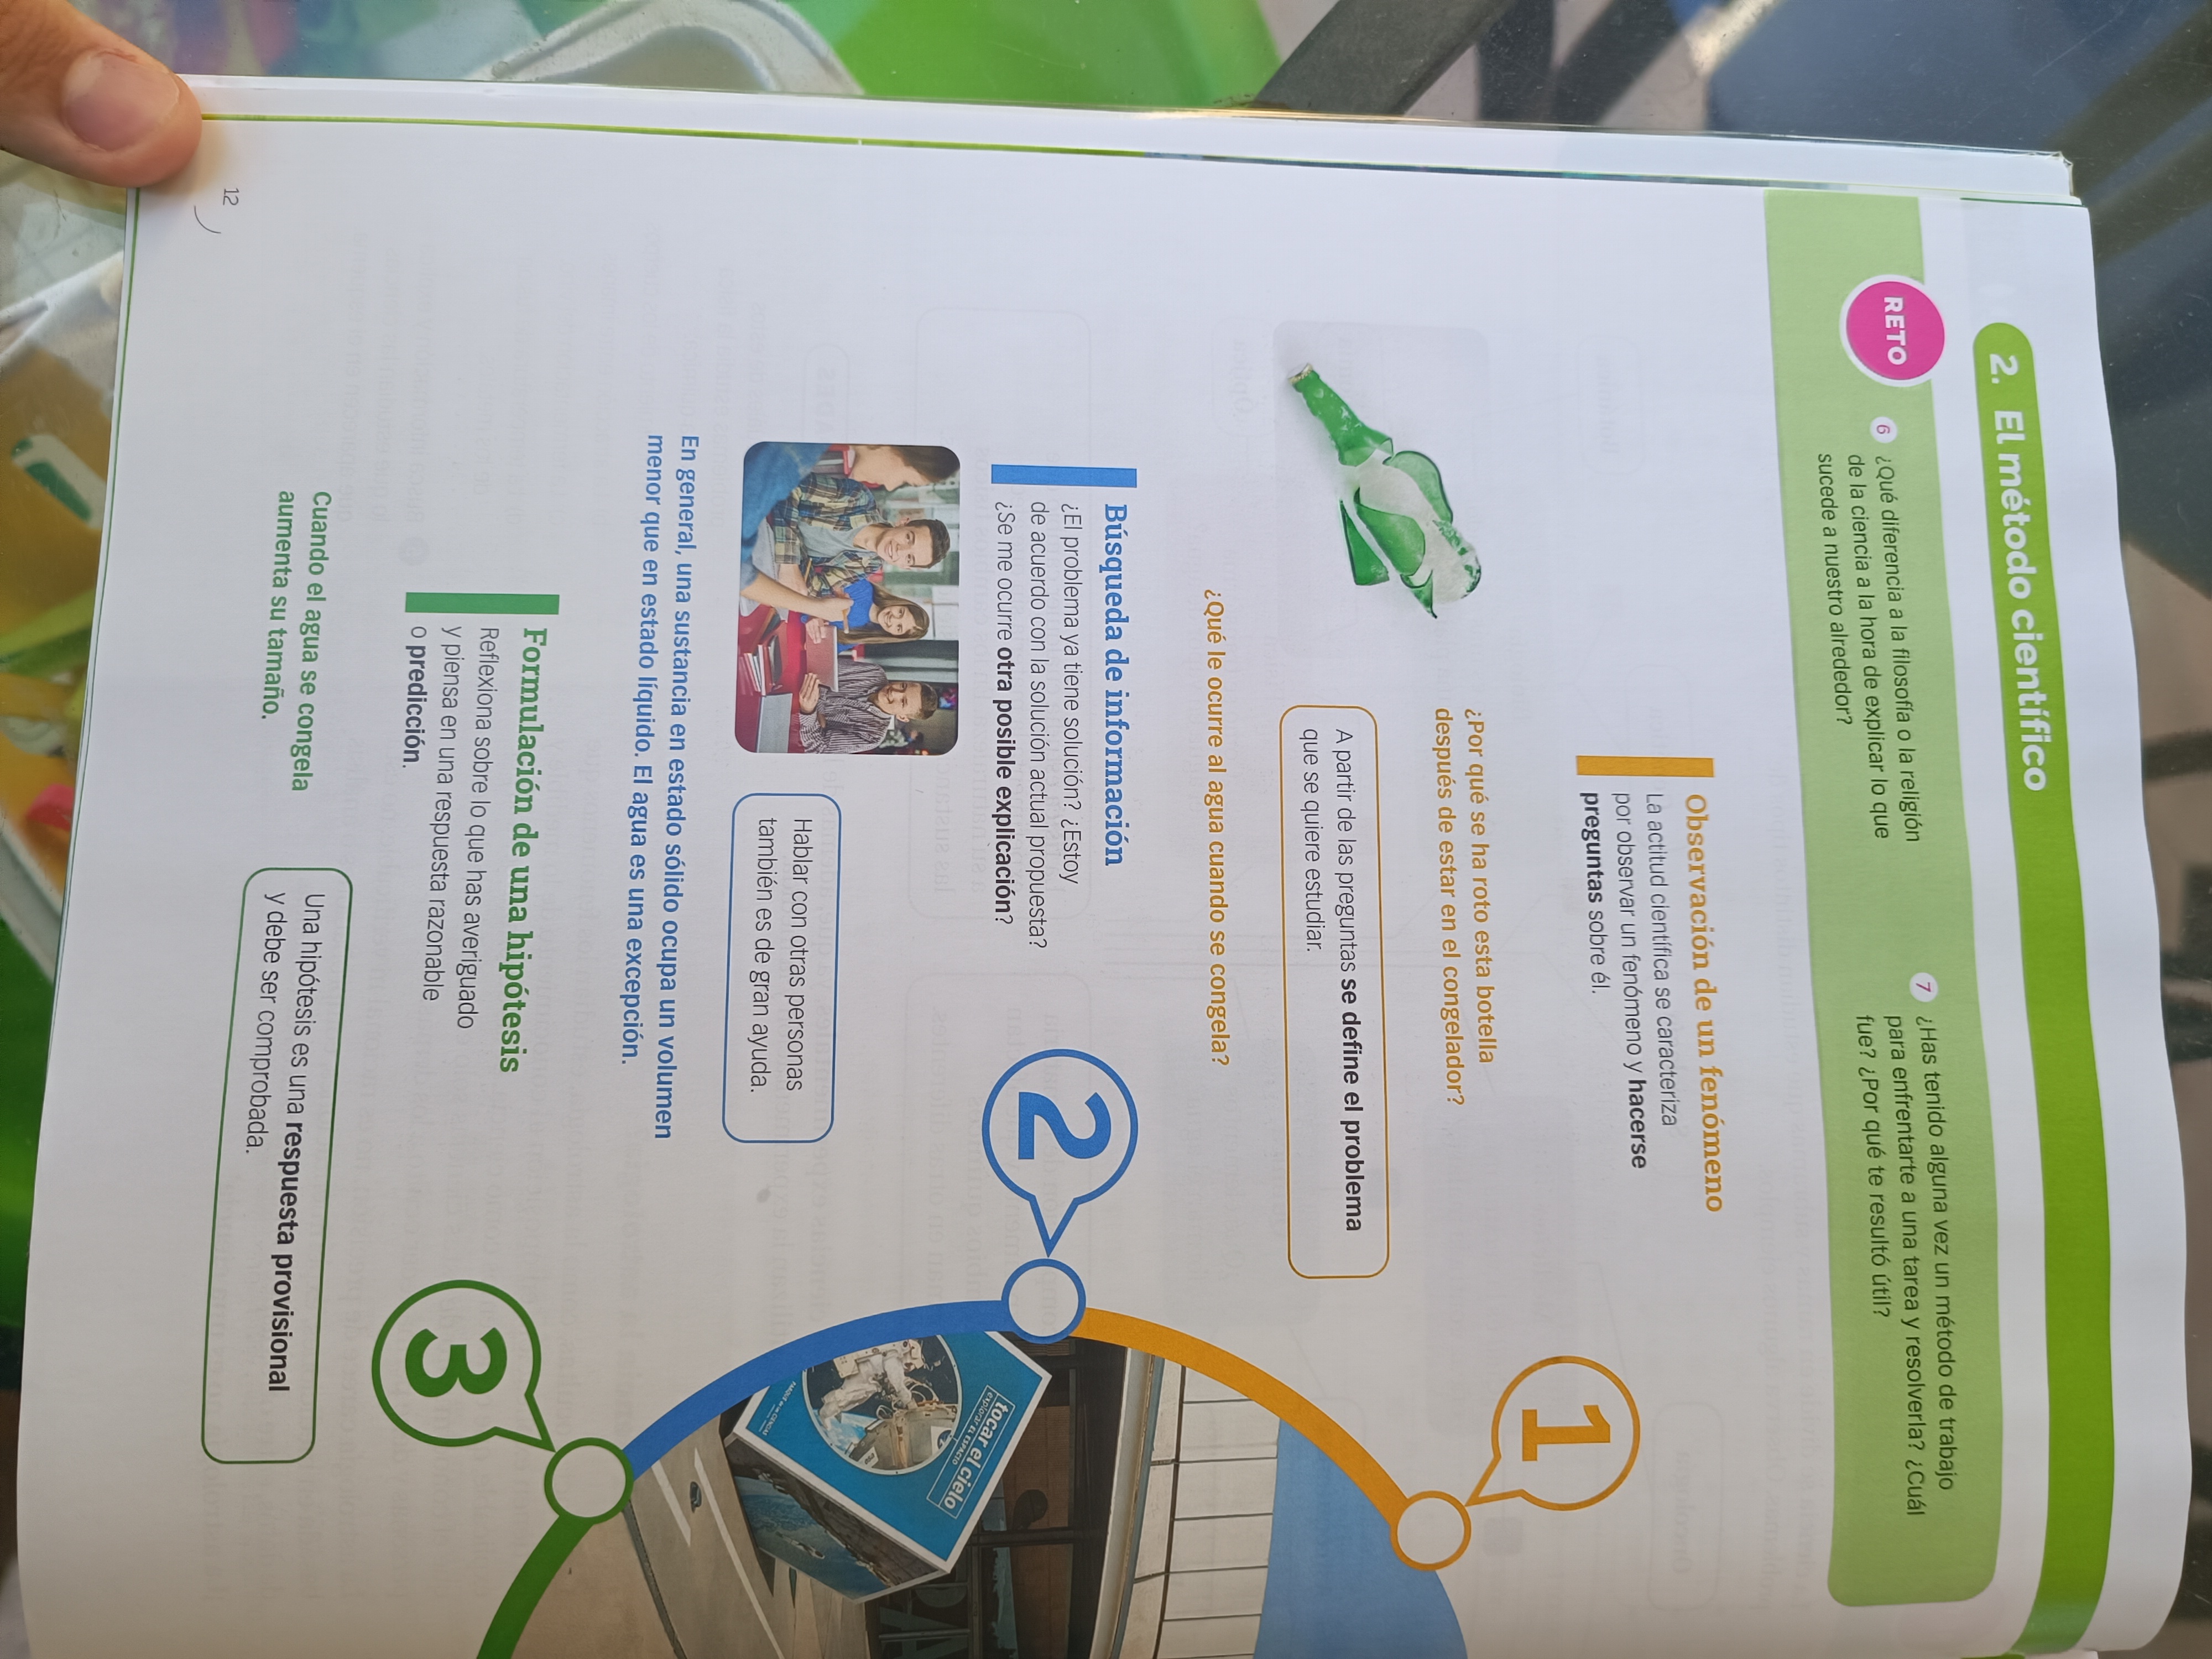 2. El método científico
RETO
6 ¿Qué diferencia a la filosofía o la religión
de la ciencia a la hora de explicar lo que
sucede a nuestro alrededor?
7 ¿Has tenido alguna vez un método de trabajo
para enfrentarte a una tarea y resolverla? ¿Cuál
fue? ¿Por qué te resultó útil?
Observación de un fenómeno
La actitud científica se caracteriza
por observar un fenómeno y hacerse
preguntas sobre él.
1
¿Por qué se ha roto esta botella
después de estar en el congelador?
A partir de las preguntas se define el problema
que se quiere estudiar.
¿Qué le ocurre al agua cuando se congela?
Búsqueda de información
¿El problema ya tiene solución? ¿Estoy
de acuerdo con la solución actual propuesta?
¿Se me ocurre otra posible explicación?
2
tocar el cielo
explorar EL ESPACIO
PARQUE de las CIENCIAS
Hablar con otras personas
también es de gran ayuda.
En general, una sustancia en estado sólido ocupa un volumen
menor que en estado líquido. El agua es una excepción.
Formulación de una hipótesis
Reflexiona sobre lo que has averiguado
y piensa en una respuesta razonable
o predicción.
3
Cuando el agua se congela
aumenta su tamaño.
Una hipótesis es una respuesta provisional
y debe ser comprobada.
12